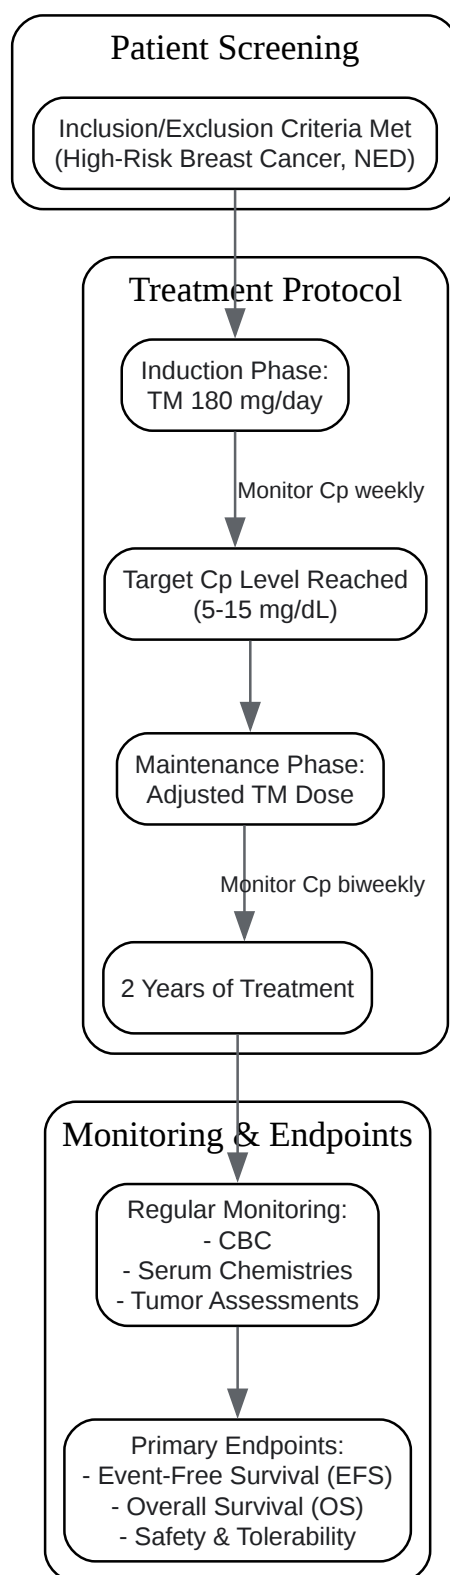 Patient Screening
Inclusion/Exclusion Criteria Met
(High-Risk Breast Cancer, NED)
Treatment Protocol
Induction Phase:
TM 180 mg/day
Monitor Cp weekly
Target Cp Level Reached
(5-15 mg/dL)
Maintenance Phase:
Adjusted TM Dose
Monitor Cp biweekly
2 Years of Treatment
Monitoring & Endpoints
Regular Monitoring:
- CBC
- Serum Chemistries
- Tumor Assessments
Primary Endpoints:
- Event-Free Survival (EFS)
- Overall Survival (OS)
- Safety & Tolerability